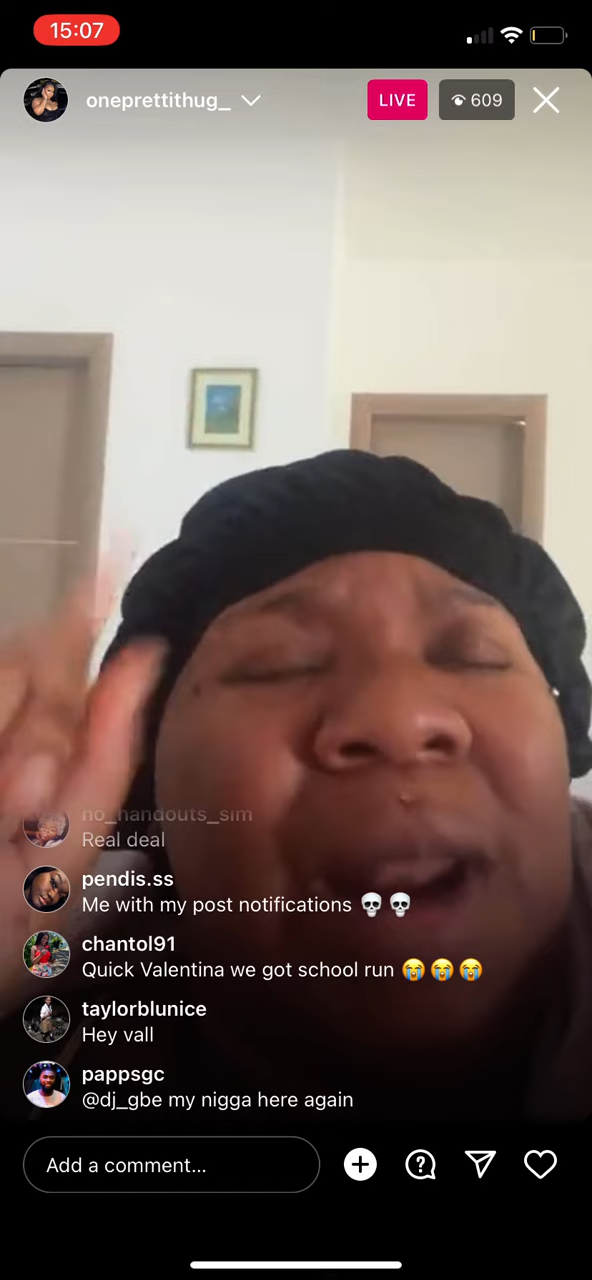 15:07
oneprettithug_
LIVE
609
no_handouts_sim
Real deal
pendis.ss
Me with my post notifications 💀💀
chantol91
Quick Valentina we got school run 😭😭😭
taylorblunice
Hey vall
pappsgc
@dj_gbe my nigga here again
Add a comment...